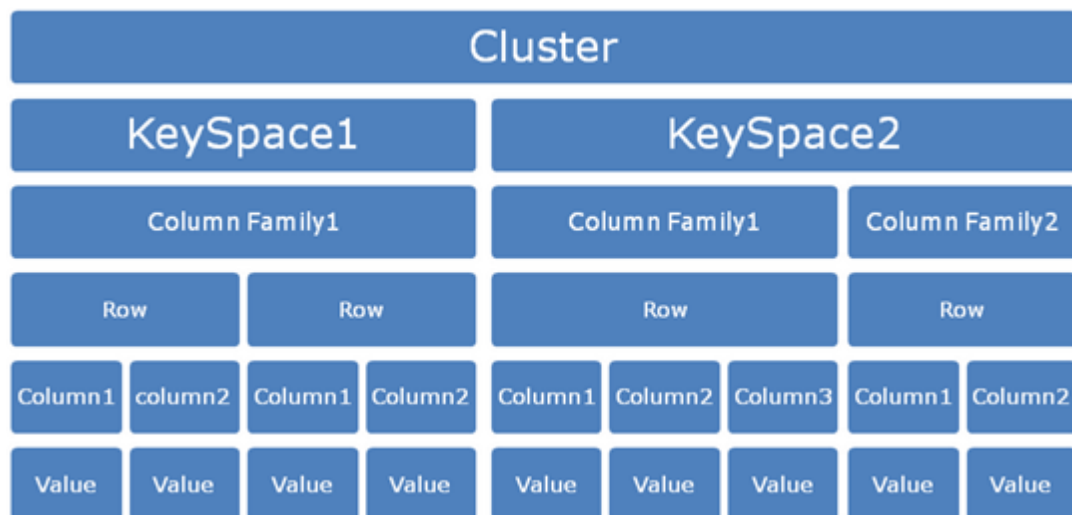 Cluster
KeySpace1 KeySpace2
Column Family1 Column Family1 Column Family2
Row Row Row Row
Column1 column2 Column1 Column2 Column1 Column2 Column3 Column1 Column2
Value Value Value Value Value Value Value Value Value